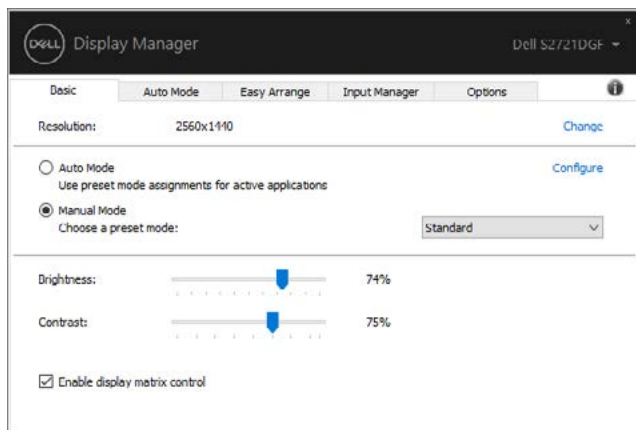 DELL Display Manager
Dell S2721DGF
Basic Auto Mode Easy Arrange Input Manager Options
Resolution: 2560x1440 Change
Auto Mode Configure
Use preset mode assignments for active applications
Manual Mode
Choose a preset mode: Standard
Brightness: 74%
Contrast: 75%
Enable display matrix control